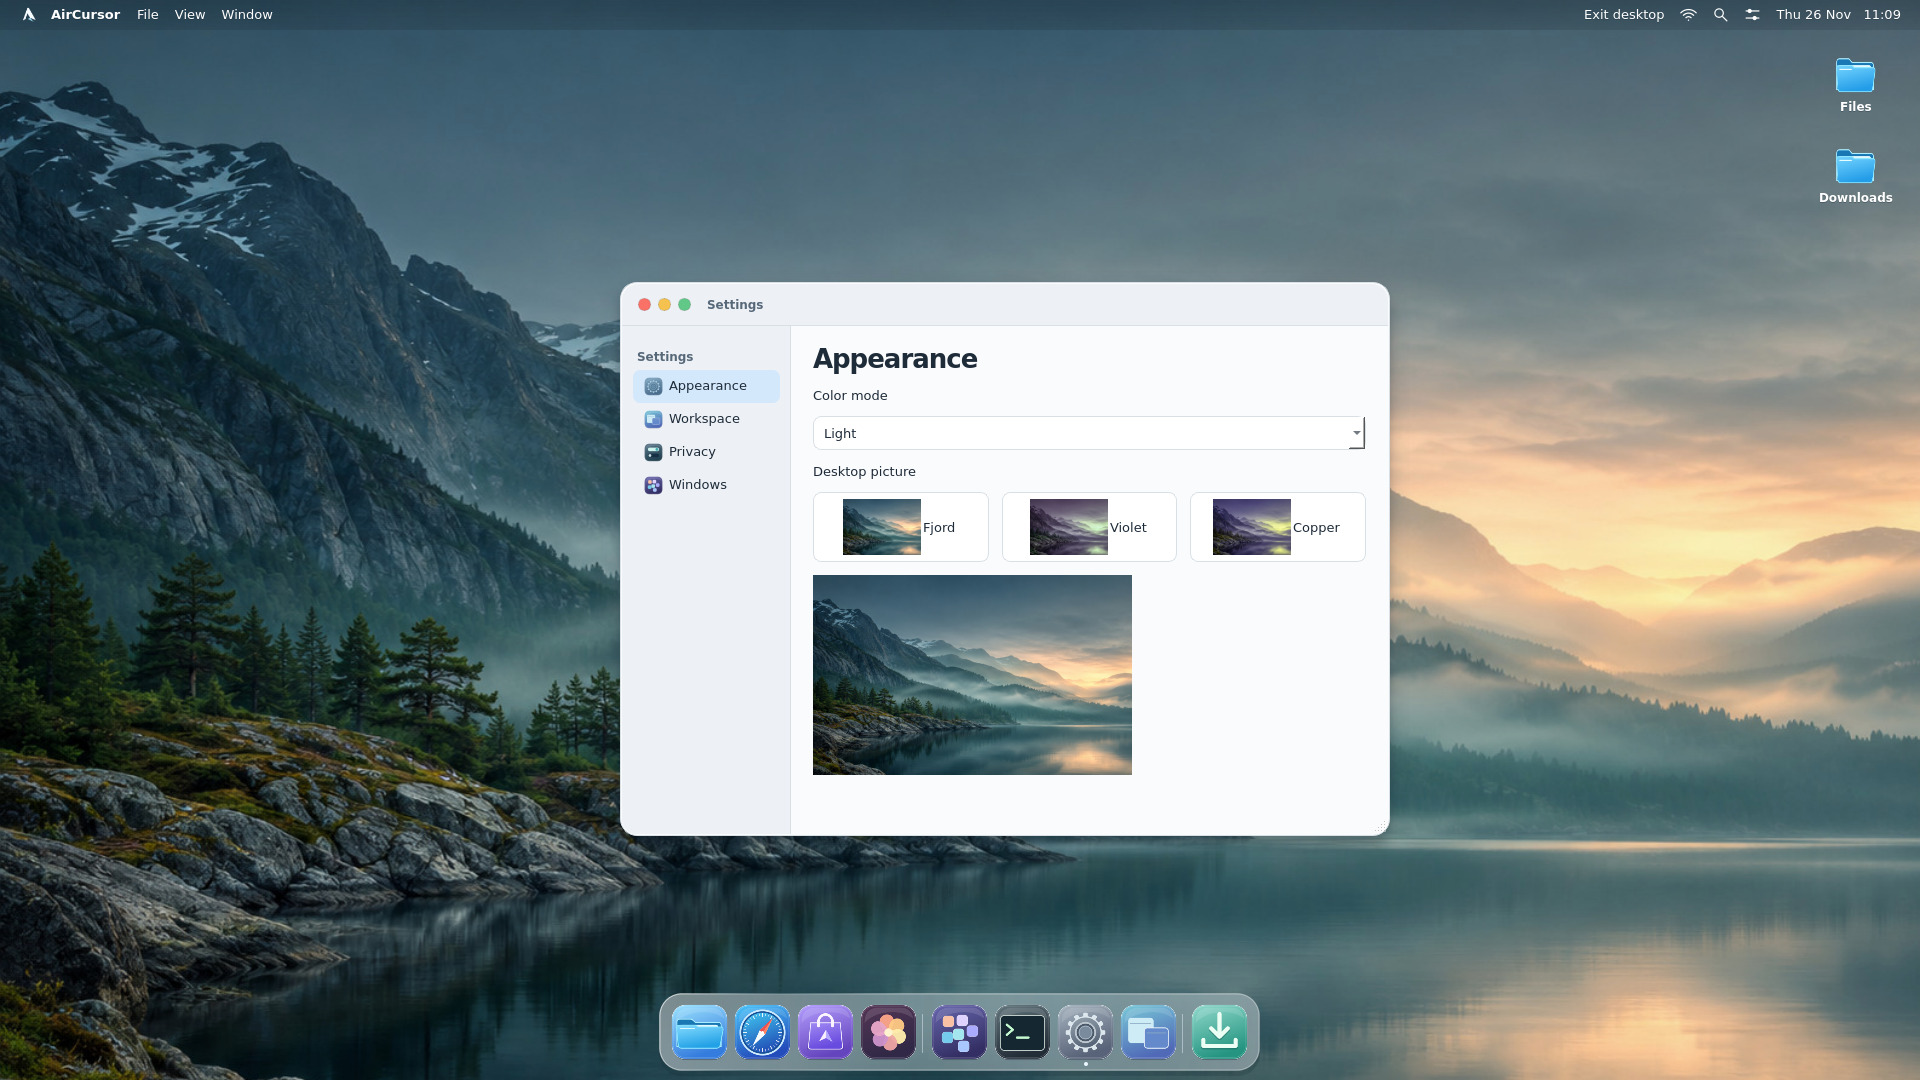 AirCursor File View Window
Exit desktop Thu 26 Nov 11:09
Files
Downloads
Settings
Settings
Appearance
Workspace
Privacy
Windows
Appearance
Color mode
Light
Desktop picture
Fjord
Violet
Copper